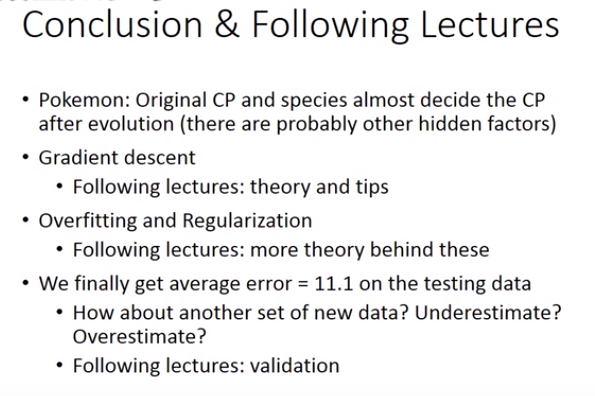 Conclusion & Following Lectures
• Pokemon: Original CP and species almost decide the CP
after evolution (there are probably other hidden factors)
• Gradient descent
• Following lectures: theory and tips
• Overfitting and Regularization
• Following lectures: more theory behind these
• We finally get average error = 11.1 on the testing data
• How about another set of new data? Underestimate?
Overestimate?
• Following lectures: validation